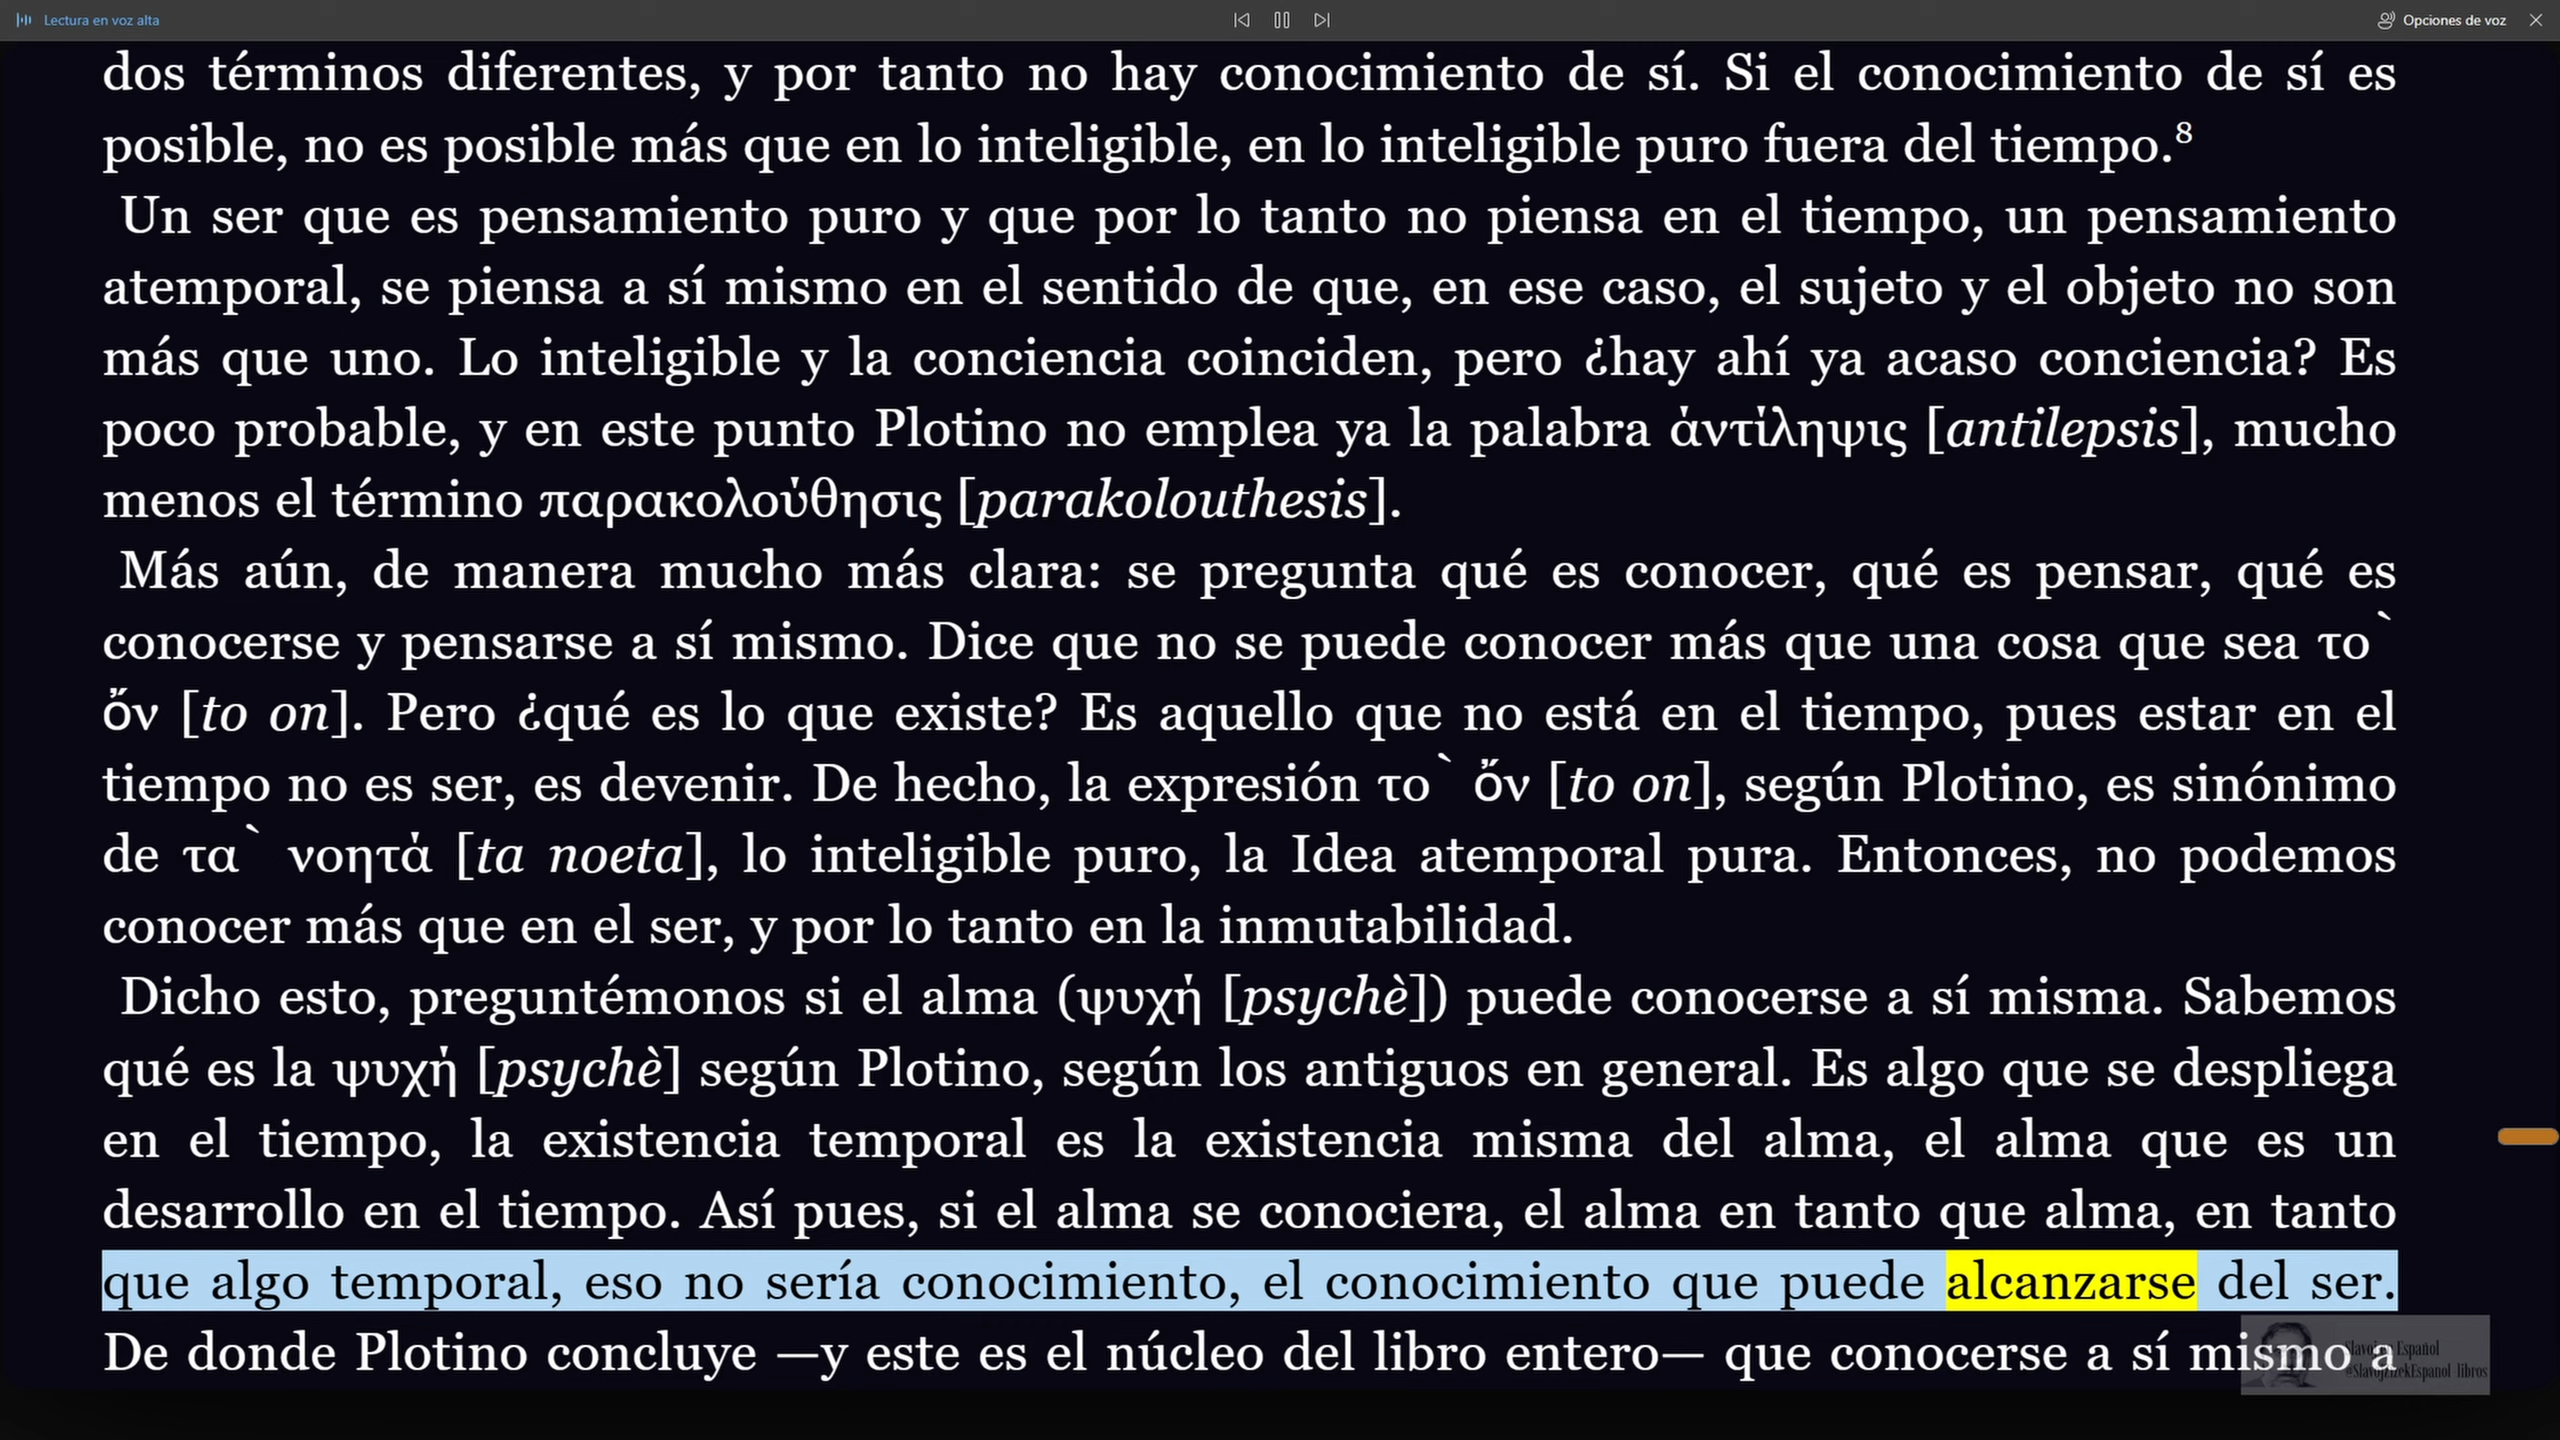 Lectura en voz alta
Opciones de voz
dos términos diferentes, y por tanto no hay conocimiento de sí. Si el conocimiento de sí es
posible, no es posible más que en lo inteligible, en lo inteligible puro fuera del tiempo.⁸
Un ser que es pensamiento puro y que por lo tanto no piensa en el tiempo, un pensamiento
atemporal, se piensa a sí mismo en el sentido de que, en ese caso, el sujeto y el objeto no son
más que uno. Lo inteligible y la conciencia coinciden, pero ¿hay ahí ya acaso conciencia? Es
poco probable, y en este punto Plotino no emplea ya la palabra ἀντἰληψις [antilepsis], mucho
menos el término παρακολοὐθησις [parakolouthesis].
Más aún, de manera mucho más clara: se pregunta qué es conocer, qué es pensar, qué es
conocerse y pensarse a sí mismo. Dice que no se puede conocer más que una cosa que sea το`
ὄν [to on]. Pero ¿qué es lo que existe? Es aquello que no está en el tiempo, pues estar en el
tiempo no es ser, es devenir. De hecho, la expresión το` ὄν [to on], según Plotino, es sinónimo
de τα` νοητἀ [ta noeta], lo inteligible puro, la Idea atemporal pura. Entonces, no podemos
conocer más que en el ser, y por lo tanto en la inmutabilidad.
Dicho esto, preguntémonos si el alma (ψυχἠ [psychè]) puede conocerse a sí misma. Sabemos
qué es la ψυχἠ [psychè] según Plotino, según los antiguos en general. Es algo que se despliega
en el tiempo, la existencia temporal es la existencia misma del alma, el alma que es un
desarrollo en el tiempo. Así pues, si el alma se conociera, el alma en tanto que alma, en tanto
que algo temporal, eso no sería conocimiento, el conocimiento que puede alcanzarse del ser.
De donde Plotino concluye —y este es el núcleo del libro entero— que conocerse a sí mismo a
Español
@SlavojZizekEspañol libros